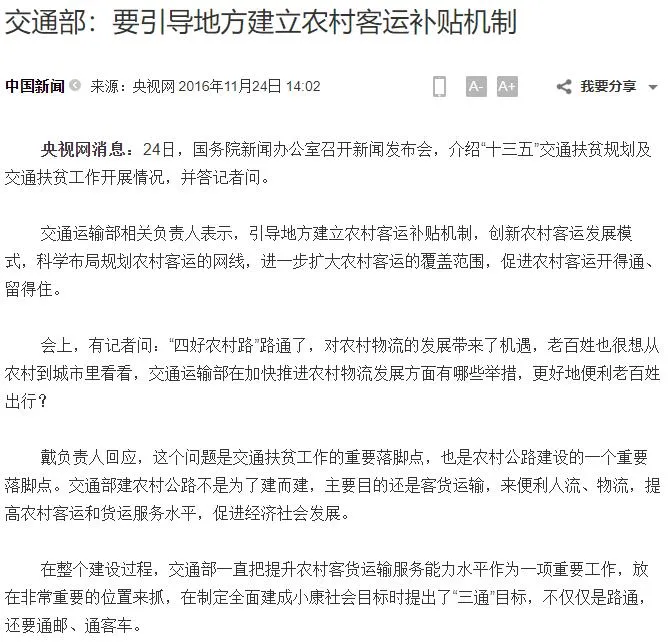 交通部：要引导地方建立农村客运补贴机制
中国新闻 来源：央视网 2016年11月24日 14:02 A- A+ 我要分享
央视网消息：24日，国务院新闻办公室召开新闻发布会，介绍“十三五”交通扶贫规划及
交通扶贫工作开展情况，并答记者问。
交通运输部相关负责人表示，引导地方建立农村客运补贴机制，创新农村客运发展模
式，科学布局规划农村客运的网线，进一步扩大农村客运的覆盖范围，促进农村客运开得通、
留得住。
会上，有记者问：“四好农村路”路通了，对农村物流的发展带来了机遇，老百姓也很想从
农村到城市里看看，交通运输部在加快推进农村物流发展方面有哪些举措，更好地便利老百姓
出行？
戴负责人回应，这个问题是交通扶贫工作的重要落脚点，也是农村公路建设的一个重要
落脚点。交通部建农村公路不是为了建而建，主要目的还是客货运输，来便利人流、物流，提
高农村客运和货运服务水平，促进经济社会发展。
在整个建设过程，交通部一直把提升农村客货运输服务能力水平作为一项重要工作，放
在非常重要的位置来抓，在制定全面建成小康社会目标时提出了“三通”目标，不仅仅是路通，
还要通邮、通客车。